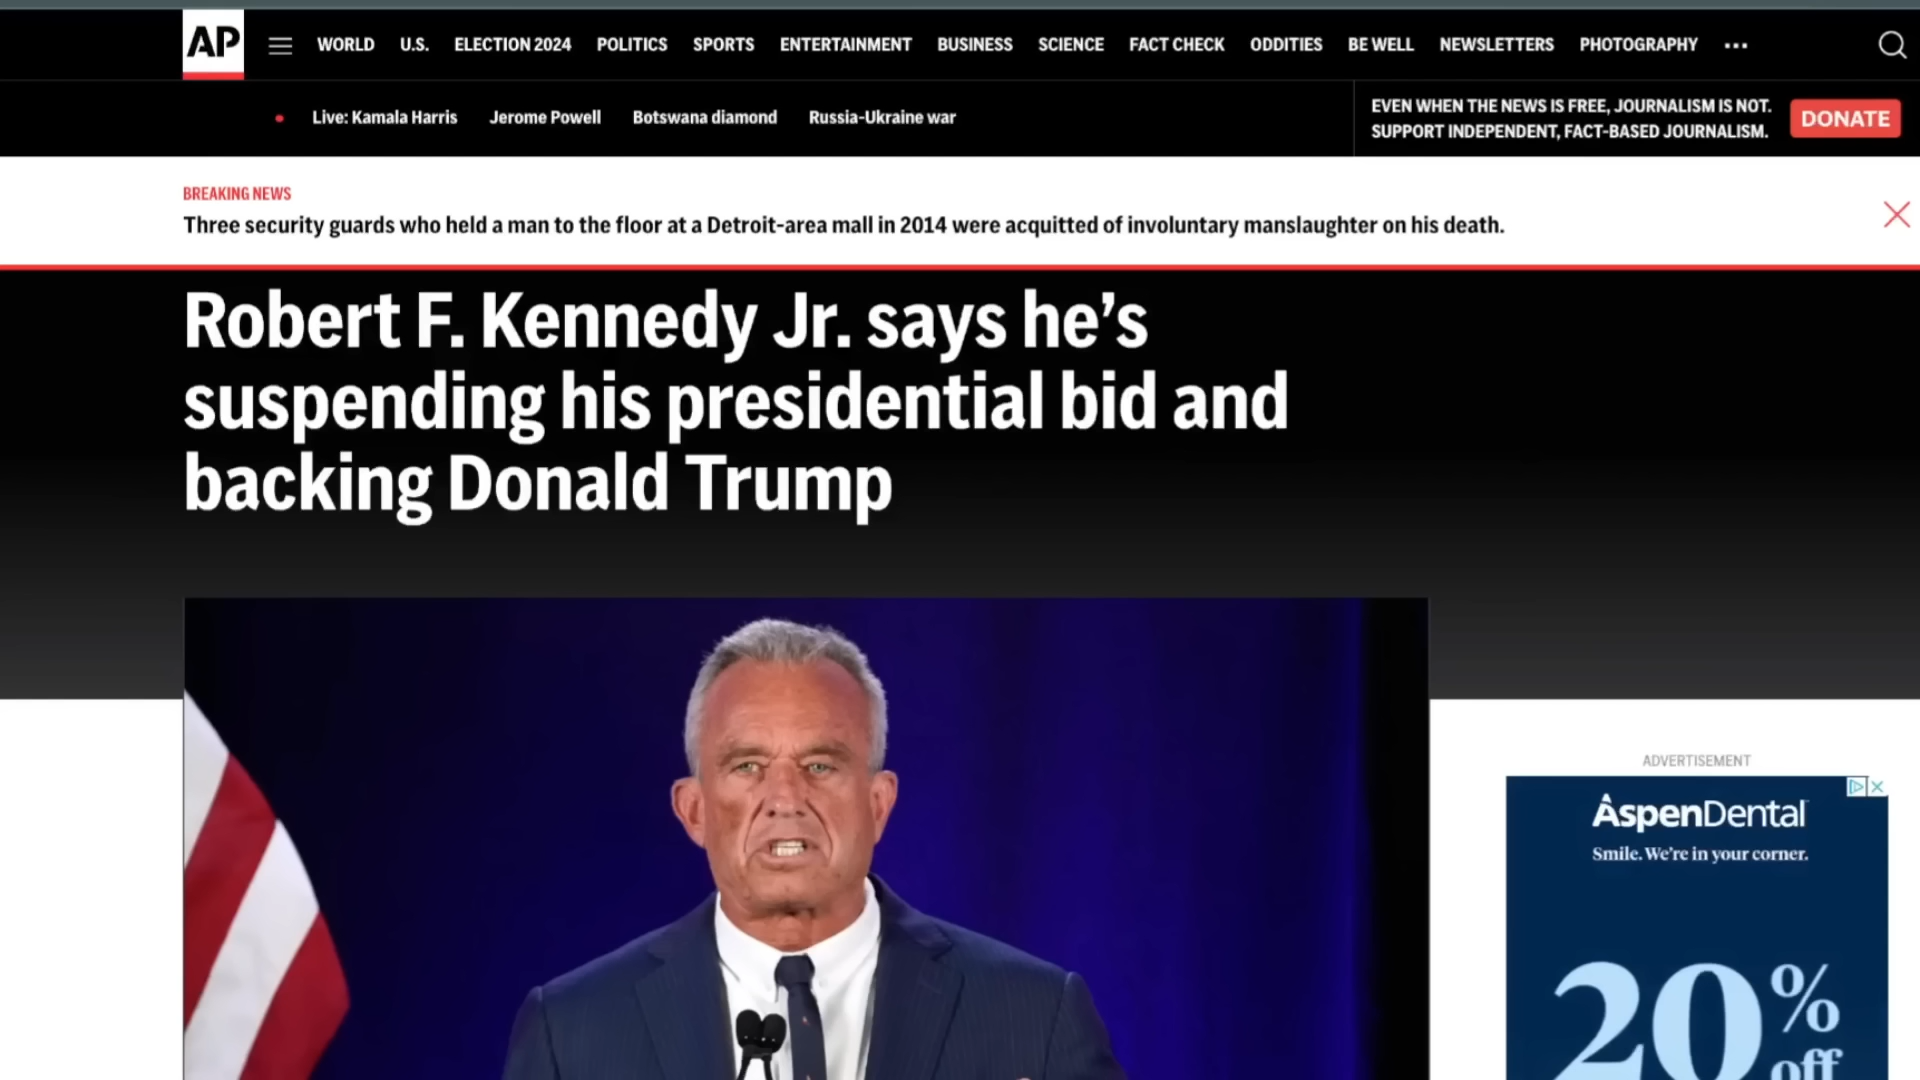 AP
WORLD U.S. ELECTION 2024 POLITICS SPORTS ENTERTAINMENT BUSINESS SCIENCE FACT CHECK ODDITIES BE WELL NEWSLETTERS PHOTOGRAPHY ...
Live: Kamala Harris Jerome Powell Botswana diamond Russia-Ukraine war
EVEN WHEN THE NEWS IS FREE, JOURNALISM IS NOT.
SUPPORT INDEPENDENT, FACT-BASED JOURNALISM.
DONATE
BREAKING NEWS
Three security guards who held a man to the floor at a Detroit-area mall in 2014 were acquitted of involuntary manslaughter on his death.
Robert F. Kennedy Jr. says he’s
suspending his presidential bid and
backing Donald Trump
ADVERTISEMENT
AspenDental
Smile. We’re in your corner.
20%
off